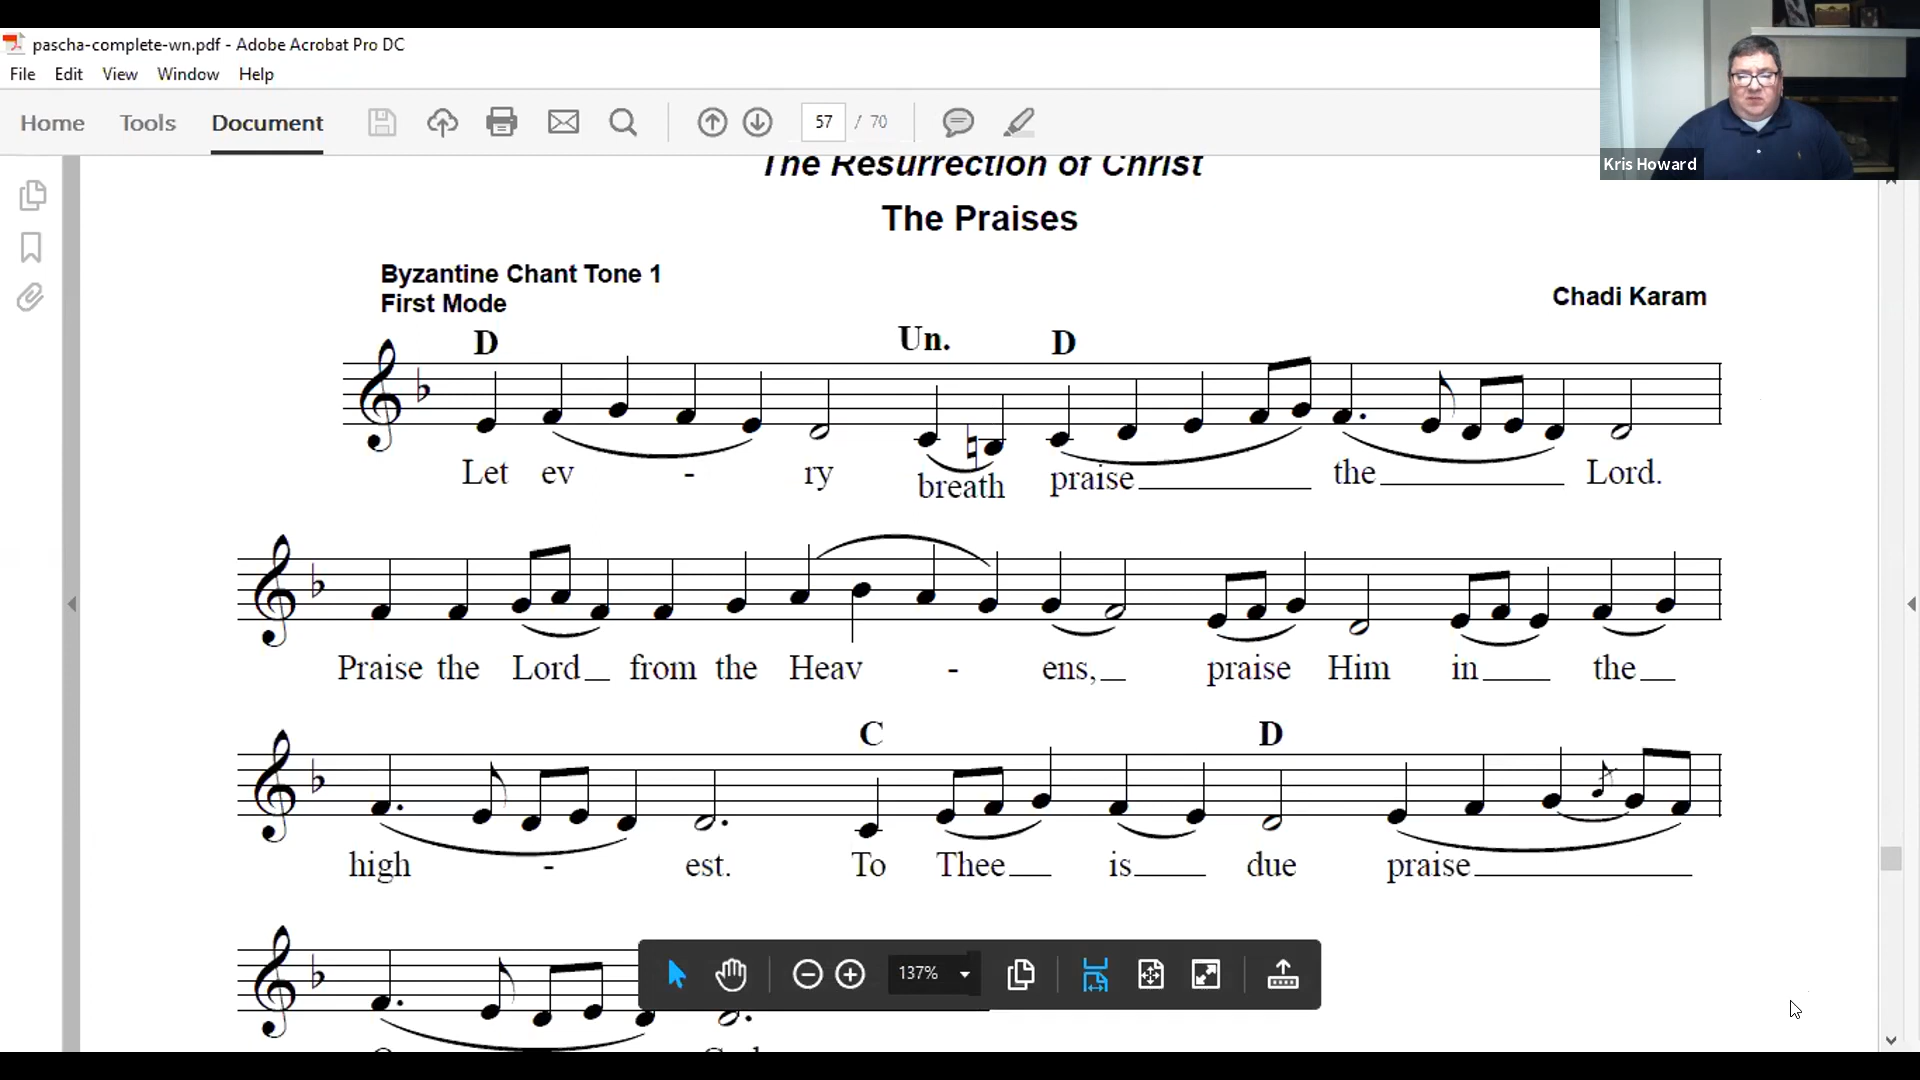 pascha-complete-wn.pdf - Adobe Acrobat Pro DC
File Edit View Window Help
Home Tools Document 57 / 70
Kris Howard
The Resurrection of Christ
The Praises
Byzantine Chant Tone 1
First Mode
Chadi Karam
D Un. D
Let ev - ry breath praise the Lord.
Praise the Lord from the Heav - ens, praise Him in the
C D
high - est. To Thee is due praise
137%